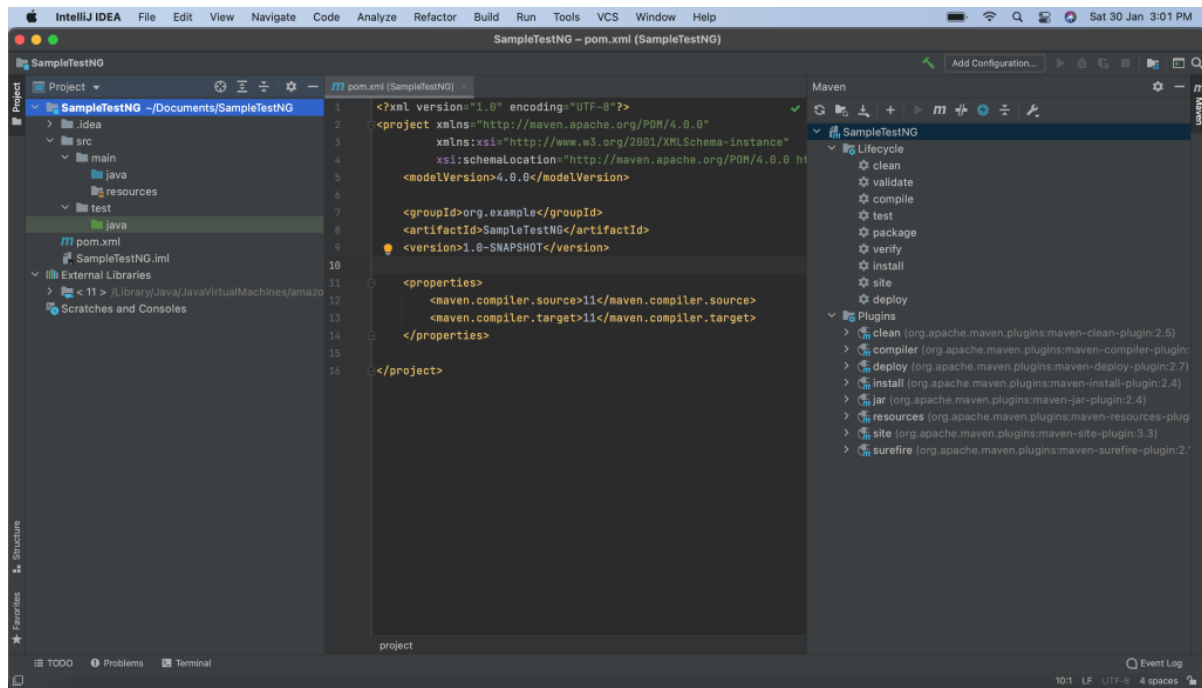 IntelliJ IDEA File Edit View Navigate Code Analyze Refactor Build Run Tools VCS Window Help Sat 30 Jan 3:01 PM
SampleTestNG – pom.xml (SampleTestNG)
SampleTestNG Add Configuration...
Project
Project
SampleTestNG ~/Documents/SampleTestNG
.idea
src
main
java
resources
test
java
pom.xml
SampleTestNG.iml
External Libraries
< 11 > /Library/Java/JavaVirtualMachines/amazo
Scratches and Consoles
Structure
Favorites
pom.xml (SampleTestNG)
1 <?xml version="1.0" encoding="UTF-8"?>
2 <project xmlns="http://maven.apache.org/POM/4.0.0"
3 xmlns:xsi="http://www.w3.org/2001/XMLSchema-instance"
4 xsi:schemaLocation="http://maven.apache.org/POM/4.0.0 ht
5 <modelVersion>4.0.0</modelVersion>
6
7 <groupId>org.example</groupId>
8 <artifactId>SampleTestNG</artifactId>
9 <version>1.0-SNAPSHOT</version>
10
11 <properties>
12 <maven.compiler.source>11</maven.compiler.source>
13 <maven.compiler.target>11</maven.compiler.target>
14 </properties>
15
16 </project>
project
Maven
Maven
SampleTestNG
Lifecycle
clean
validate
compile
test
package
verify
install
site
deploy
Plugins
clean (org.apache.maven.plugins:maven-clean-plugin:2.5)
compiler (org.apache.maven.plugins:maven-compiler-plugin:
deploy (org.apache.maven.plugins:maven-deploy-plugin:2.7)
install (org.apache.maven.plugins:maven-install-plugin:2.4)
jar (org.apache.maven.plugins:maven-jar-plugin:2.4)
resources (org.apache.maven.plugins:maven-resources-plug
site (org.apache.maven.plugins:maven-site-plugin:3.3)
surefire (org.apache.maven.plugins:maven-surefire-plugin:2.
TODO Problems Terminal Event Log
10:1 LF UTF-8 4 spaces